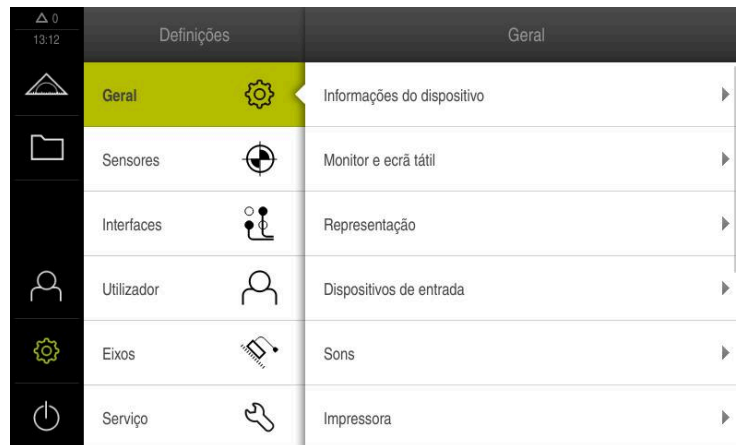 0
13:12
Definições
Geral
Geral
Sensores
Interfaces
Utilizador
Eixos
Serviço
Informações do dispositivo
Monitor e ecrã tátil
Representação
Dispositivos de entrada
Sons
Impressora